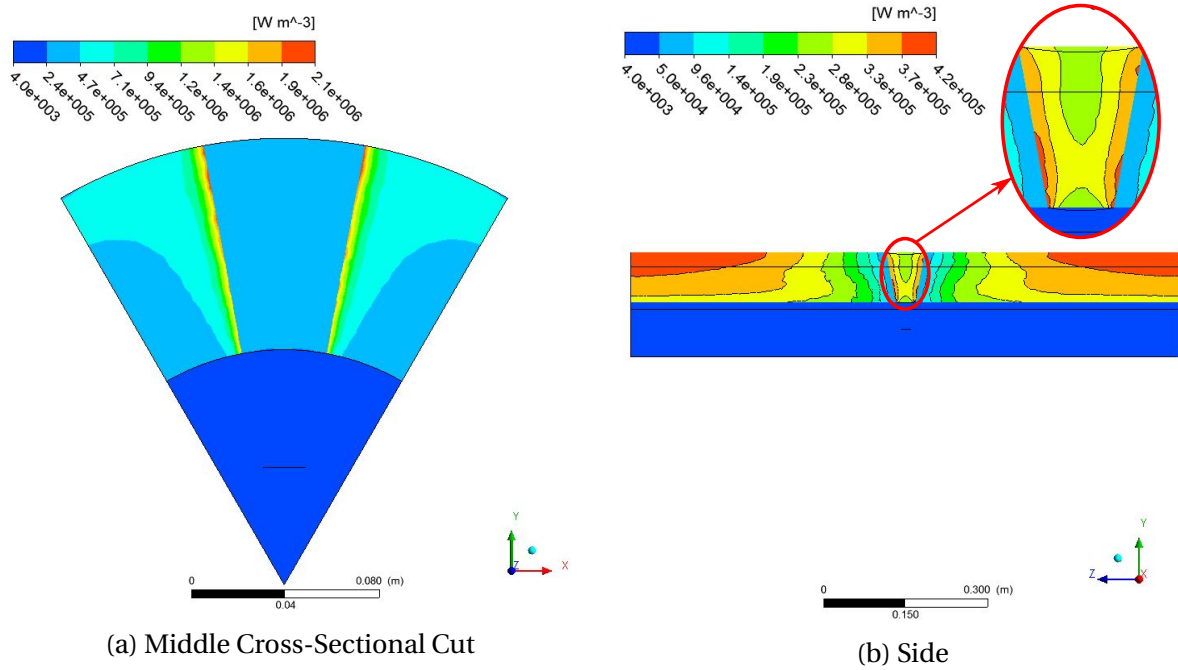 [W m^-3]
4.0e+003
2.4e+005
4.7e+005
7.1e+005
9.4e+005
1.2e+006
1.4e+006
1.6e+006
1.9e+006
2.1e+006
0
0.080 (m)
0.04
Y
Z
X
(a) Middle Cross-Sectional Cut
[W m^-3]
4.0e+003
5.0e+004
9.6e+004
1.4e+005
1.9e+005
2.3e+005
2.8e+005
3.3e+005
3.7e+005
4.2e+005
0
0.300 (m)
0.150
Y
Z
X
(b) Side